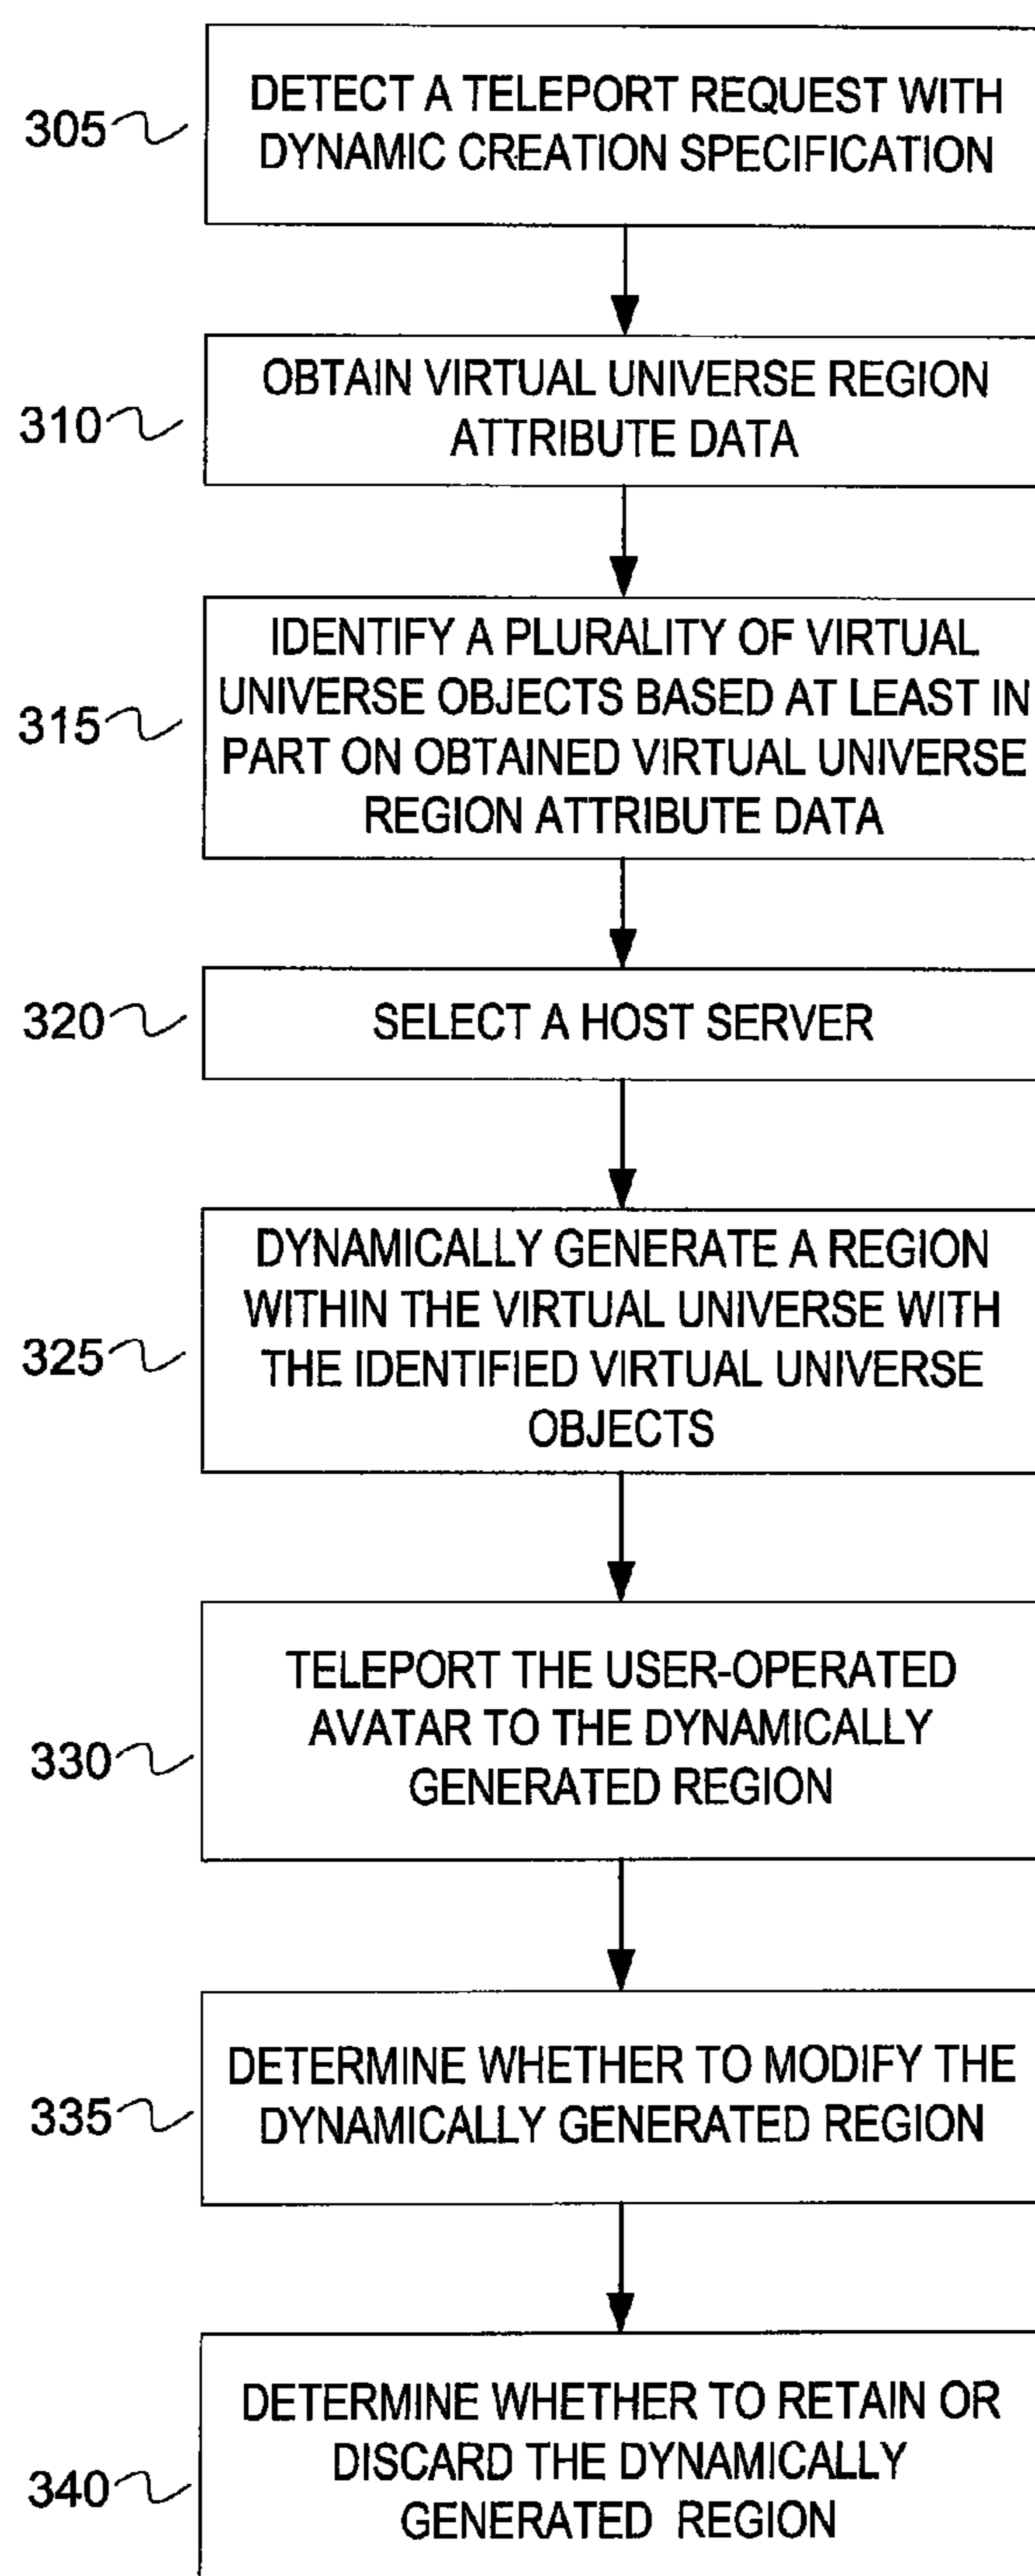 305
DETECT A TELEPORT REQUEST WITH
DYNAMIC CREATION SPECIFICATION
310
OBTAIN VIRTUAL UNIVERSE REGION
ATTRIBUTE DATA
315
IDENTIFY A PLURALITY OF VIRTUAL
UNIVERSE OBJECTS BASED AT LEAST IN
PART ON OBTAINED VIRTUAL UNIVERSE
REGION ATTRIBUTE DATA
320
SELECT A HOST SERVER
325
DYNAMICALLY GENERATE A REGION
WITHIN THE VIRTUAL UNIVERSE WITH
THE IDENTIFIED VIRTUAL UNIVERSE
OBJECTS
330
TELEPORT THE USER-OPERATED
AVATAR TO THE DYNAMICALLY
GENERATED REGION
335
DETERMINE WHETHER TO MODIFY THE
DYNAMICALLY GENERATED REGION
340
DETERMINE WHETHER TO RETAIN OR
DISCARD THE DYNAMICALLY
GENERATED REGION